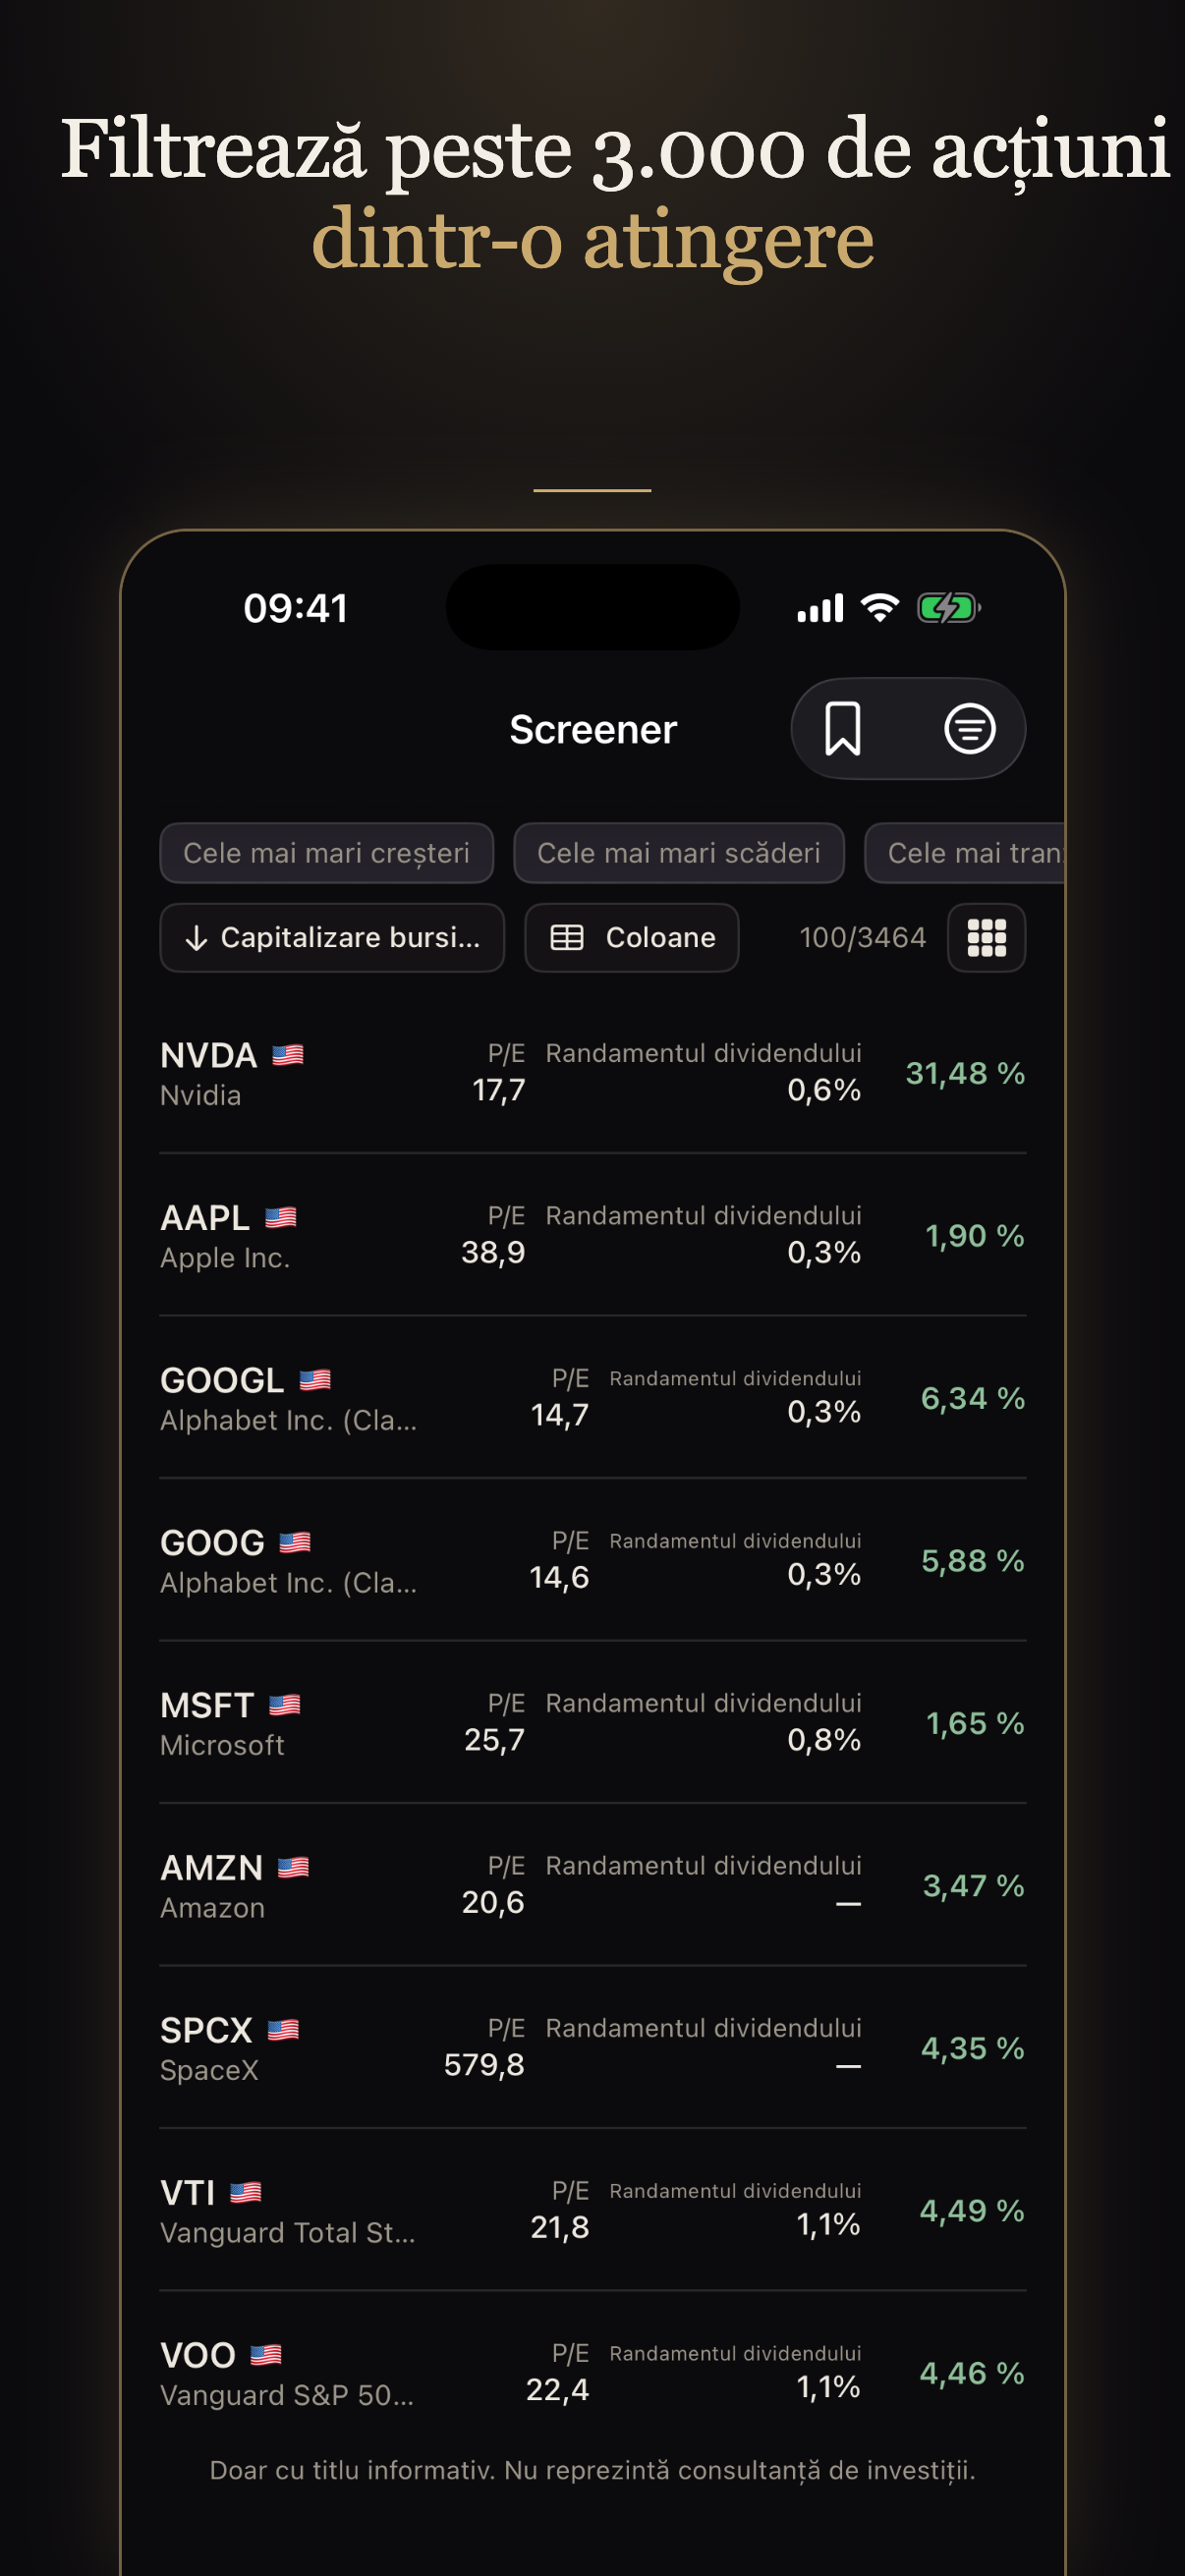 Filtrează peste 3.000 de acțiuni
dintr-o atingere
09:41
Screener
Cele mai mari creșteri
Cele mai mari scăderi
Cele mai tran
Capitalizare bursi...
Coloane
100/3464
NVDA
Nvidia
P/E
17,7
Randamentul dividendului
0,6%
31,48 %
AAPL
Apple Inc.
P/E
38,9
Randamentul dividendului
0,3%
1,90 %
GOOGL
Alphabet Inc. (Cla...
P/E
14,7
Randamentul dividendului
0,3%
6,34 %
GOOG
Alphabet Inc. (Cla...
P/E
14,6
Randamentul dividendului
0,3%
5,88 %
MSFT
Microsoft
P/E
25,7
Randamentul dividendului
0,8%
1,65 %
AMZN
Amazon
P/E
20,6
Randamentul dividendului
—
3,47 %
SPCX
SpaceX
P/E
579,8
Randamentul dividendului
—
4,35 %
VTI
Vanguard Total St...
P/E
21,8
Randamentul dividendului
1,1%
4,49 %
VOO
Vanguard S&P 50...
P/E
22,4
Randamentul dividendului
1,1%
4,46 %
Doar cu titlu informativ. Nu reprezintă consultanță de investiții.